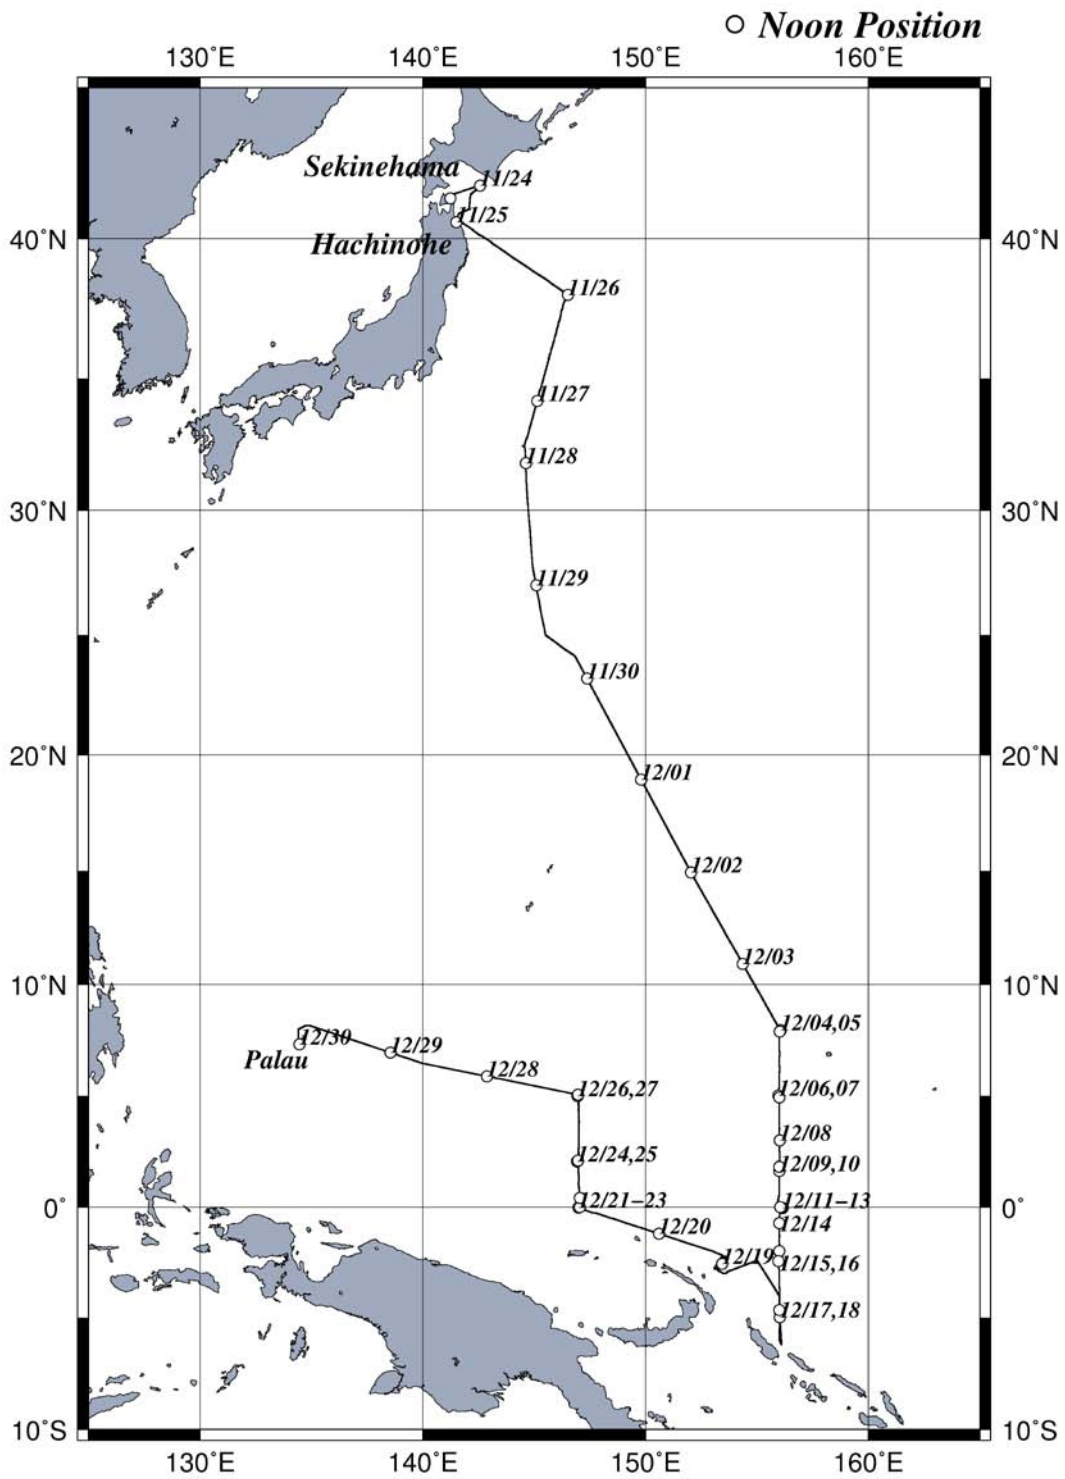 Noon Position
130°E 140°E 150°E 160°E
Sekinehama
11/24
11/25
40°N Hachinohe 40°N
11/26
11/27
11/28
30°N 30°N
11/29
11/30
20°N 20°N
12/01
12/02
12/03
10°N 10°N
12/04,05
12/30 12/29
Palau
12/28
12/26,27 12/06,07
12/08
12/24,25 12/09,10
0° 12/21–23 12/11–13 0°
12/20 12/14
12/19 12/15,16
12/17,18
10°S 10°S
130°E 140°E 150°E 160°E